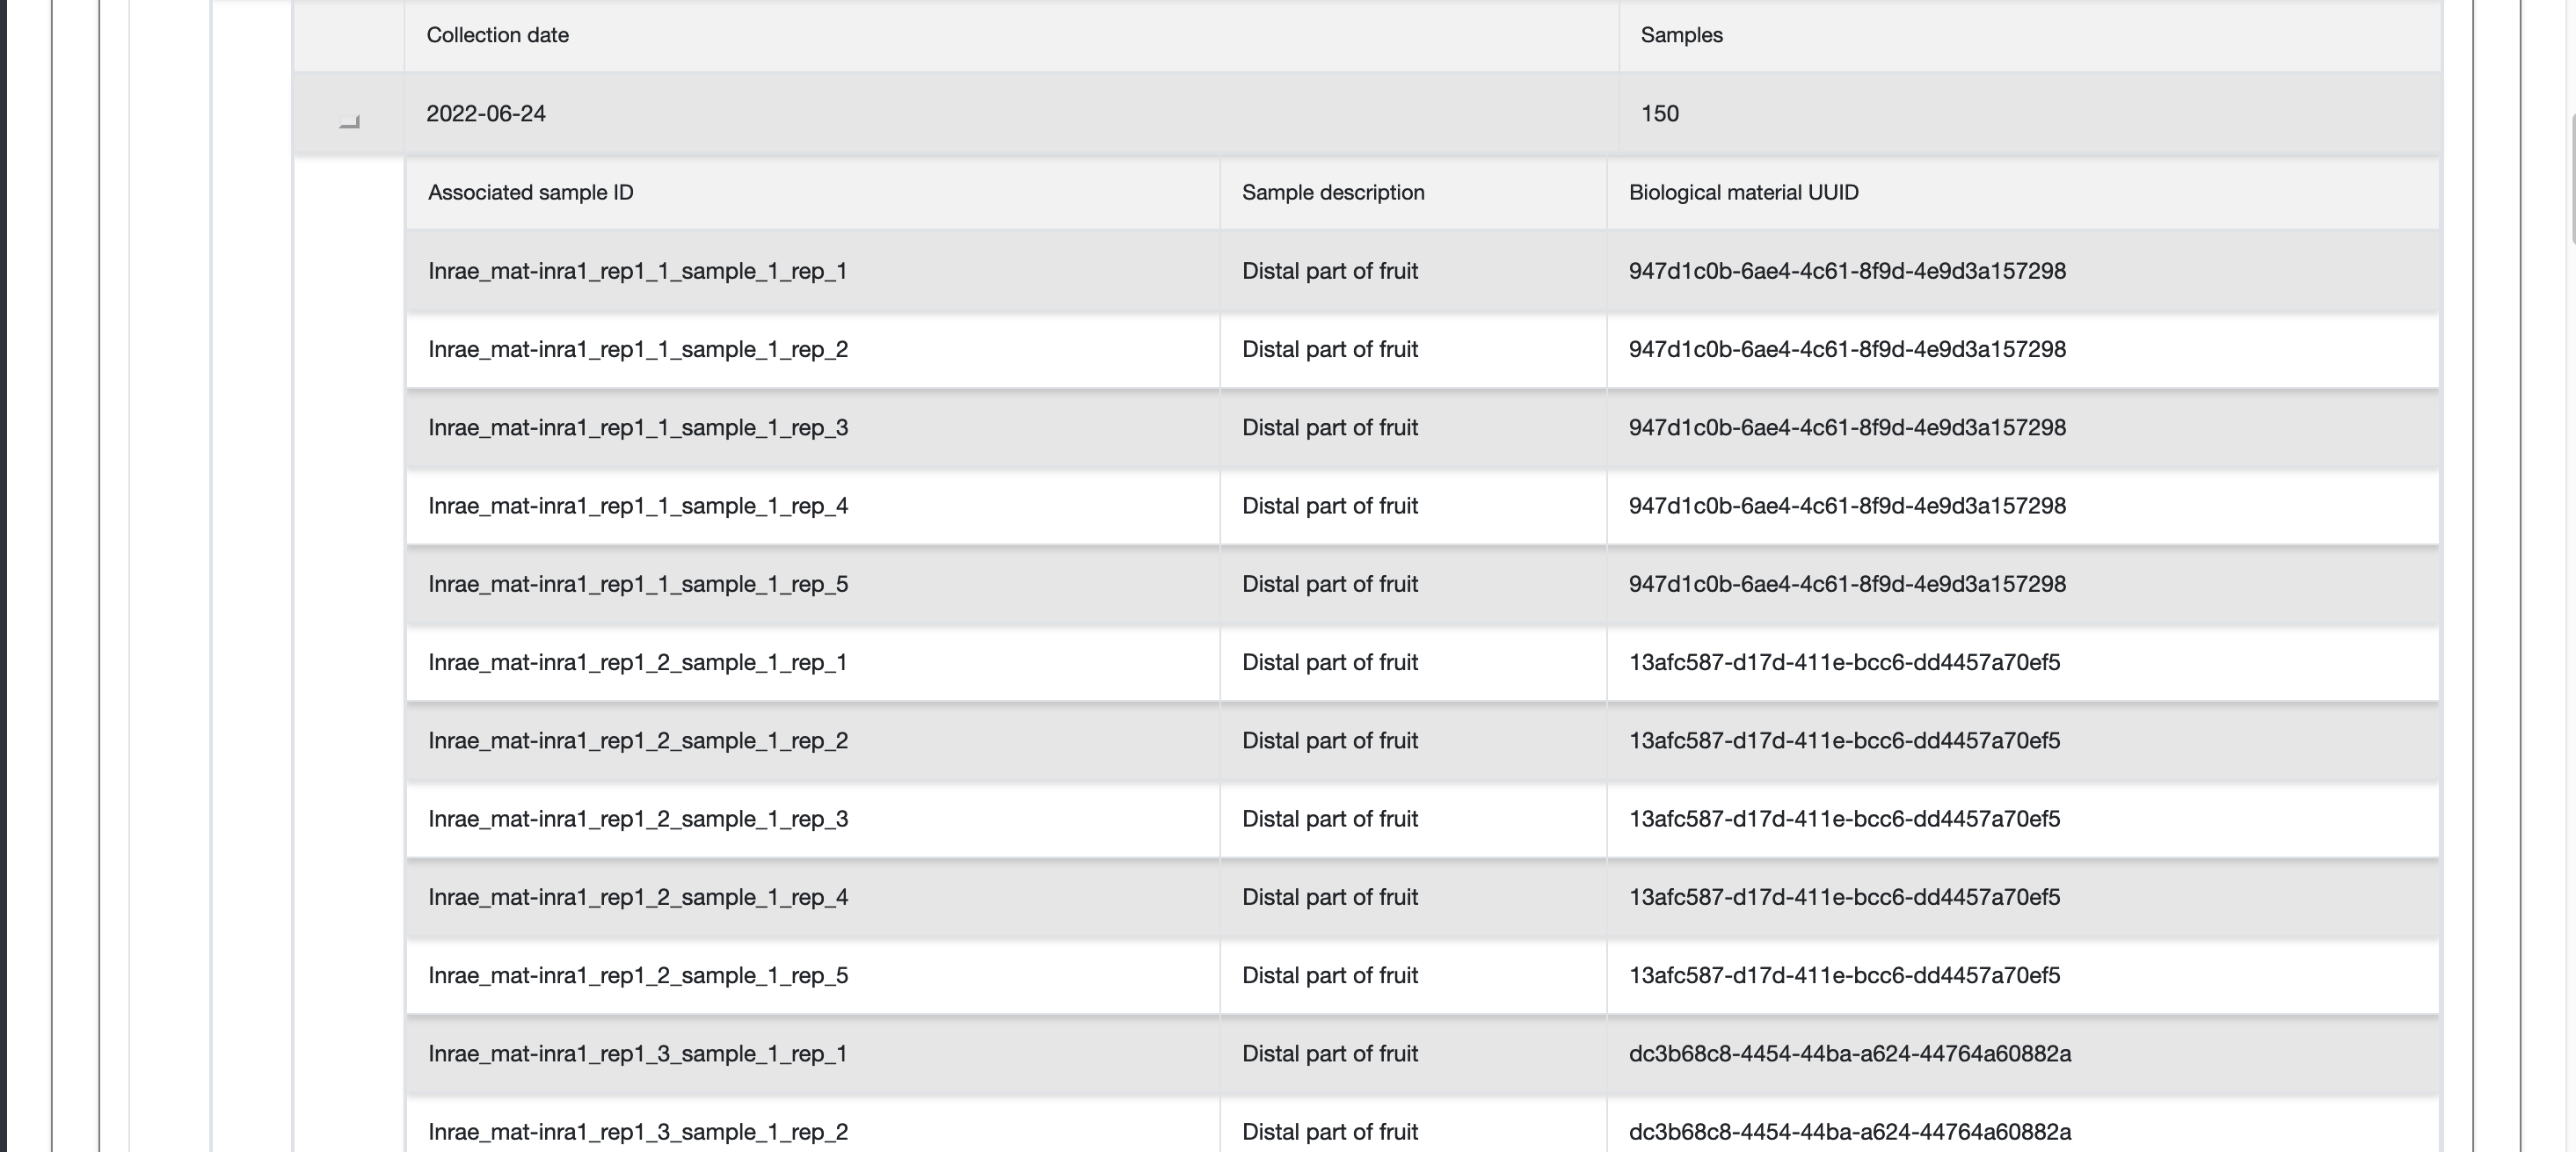 Collection date Samples
2022-06-24 150
Associated sample ID Sample description Biological material UUID
Inrae_mat-inra1_rep1_1_sample_1_rep_1 Distal part of fruit 947d1c0b-6ae4-4c61-8f9d-4e9d3a157298
Inrae_mat-inra1_rep1_1_sample_1_rep_2 Distal part of fruit 947d1c0b-6ae4-4c61-8f9d-4e9d3a157298
Inrae_mat-inra1_rep1_1_sample_1_rep_3 Distal part of fruit 947d1c0b-6ae4-4c61-8f9d-4e9d3a157298
Inrae_mat-inra1_rep1_1_sample_1_rep_4 Distal part of fruit 947d1c0b-6ae4-4c61-8f9d-4e9d3a157298
Inrae_mat-inra1_rep1_1_sample_1_rep_5 Distal part of fruit 947d1c0b-6ae4-4c61-8f9d-4e9d3a157298
Inrae_mat-inra1_rep1_2_sample_1_rep_1 Distal part of fruit 13afc587-d17d-411e-bcc6-dd4457a70ef5
Inrae_mat-inra1_rep1_2_sample_1_rep_2 Distal part of fruit 13afc587-d17d-411e-bcc6-dd4457a70ef5
Inrae_mat-inra1_rep1_2_sample_1_rep_3 Distal part of fruit 13afc587-d17d-411e-bcc6-dd4457a70ef5
Inrae_mat-inra1_rep1_2_sample_1_rep_4 Distal part of fruit 13afc587-d17d-411e-bcc6-dd4457a70ef5
Inrae_mat-inra1_rep1_2_sample_1_rep_5 Distal part of fruit 13afc587-d17d-411e-bcc6-dd4457a70ef5
Inrae_mat-inra1_rep1_3_sample_1_rep_1 Distal part of fruit dc3b68c8-4454-44ba-a624-44764a60882a
Inrae_mat-inra1_rep1_3_sample_1_rep_2 Distal part of fruit dc3b68c8-4454-44ba-a624-44764a60882a